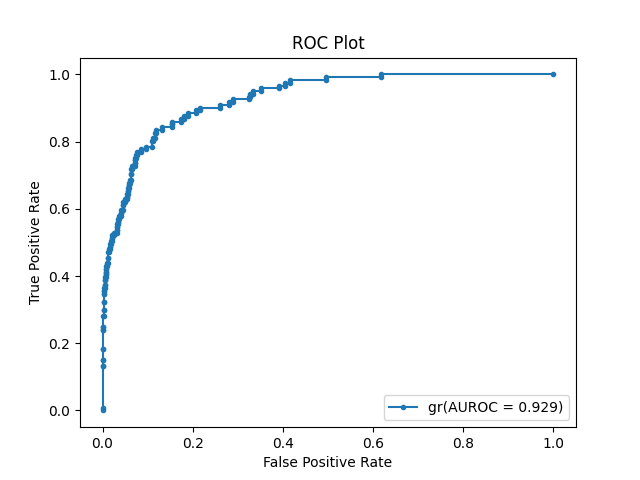 ROC Plot
1.0
0.8
0.6
0.4
0.2
0.0
True Positive Rate
gr(AUROC = 0.929)
0.0 0.2 0.4 0.6 0.8 1.0
False Positive Rate